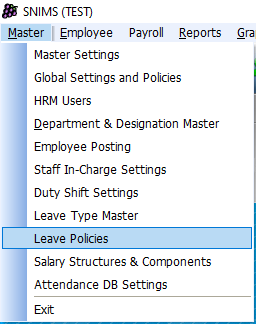 SNIMS (TEST)
Master Employee Payroll Reports Gra
Master Settings
Global Settings and Policies
HRM Users
Department & Designation Master
Employee Posting
Staff In-Charge Settings
Duty Shift Settings
Leave Type Master
Leave Policies
Salary Structures & Components
Attendance DB Settings
Exit